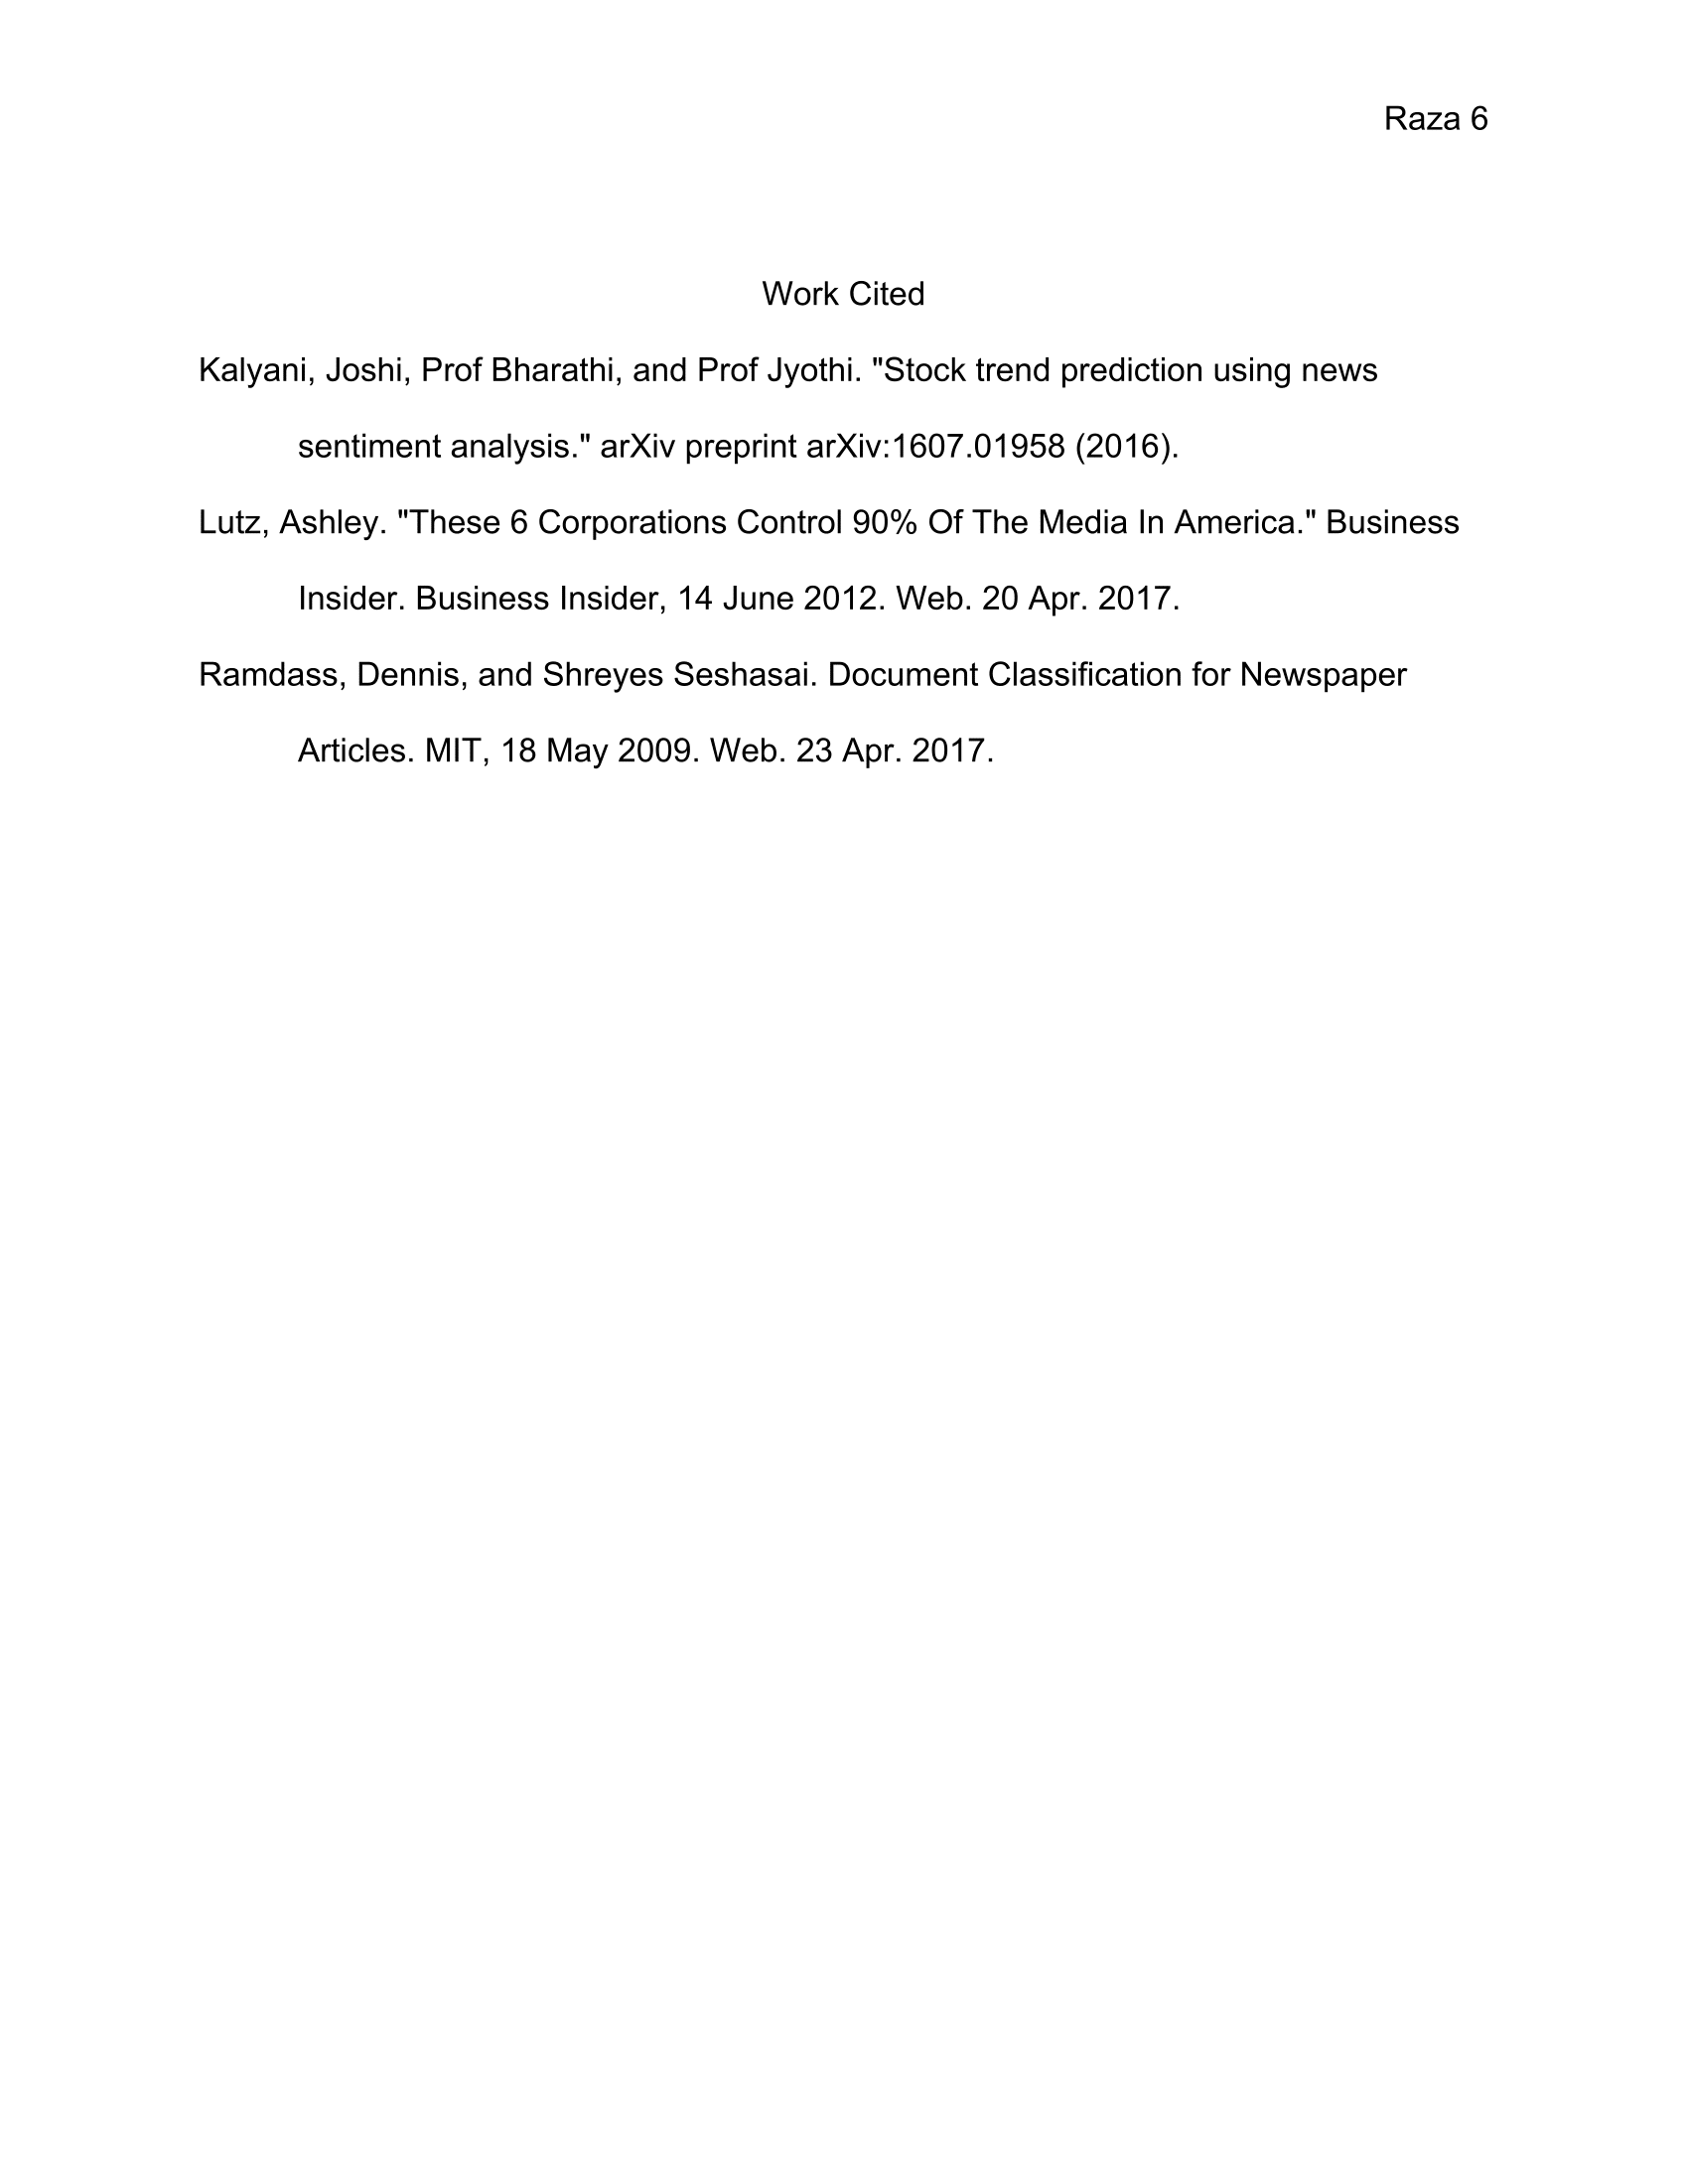 Raza 6
Work Cited
Kalyani, Joshi, Prof Bharathi, and Prof Jyothi. "Stock trend prediction using news
sentiment analysis." arXiv preprint arXiv:1607.01958 (2016).
Lutz, Ashley. "These 6 Corporations Control 90% Of The Media In America." Business
Insider. Business Insider, 14 June 2012. Web. 20 Apr. 2017.
Ramdass, Dennis, and Shreyes Seshasai. Document Classification for Newspaper
Articles. MIT, 18 May 2009. Web. 23 Apr. 2017.